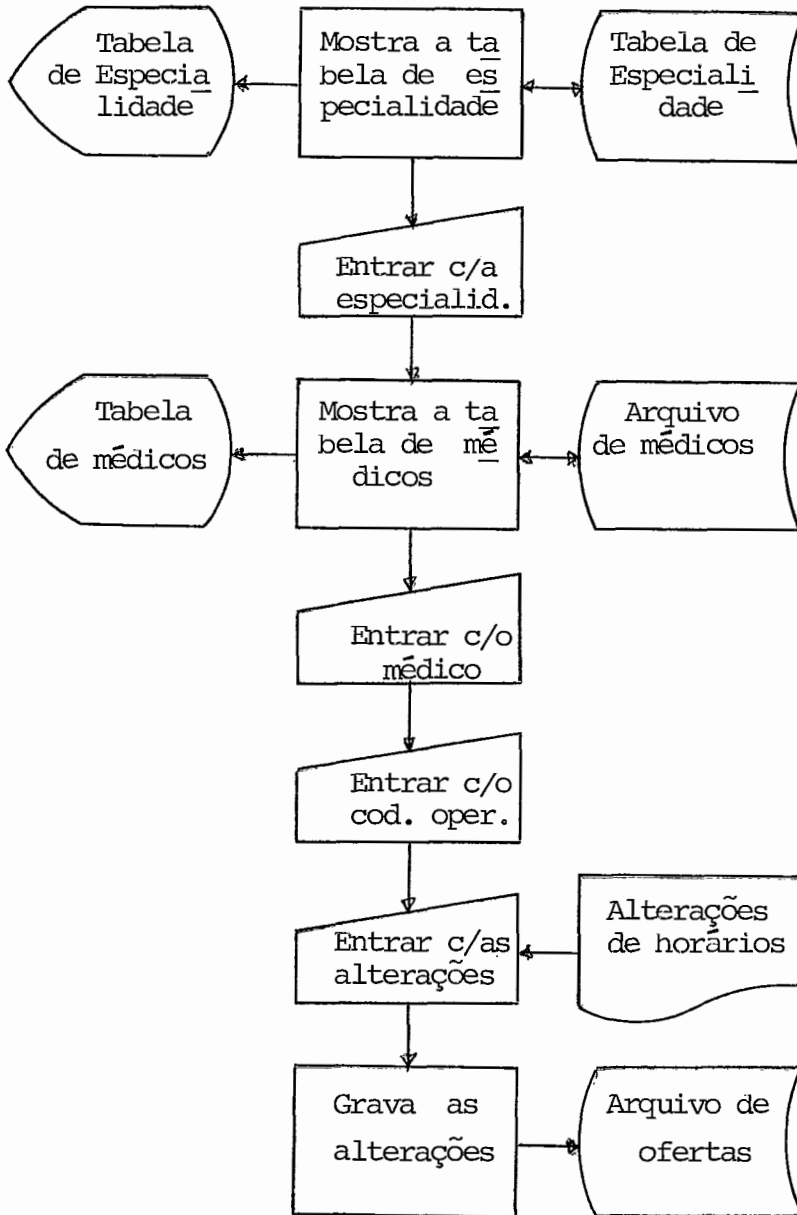 Tabela
de Especia
lidade
Mostra a ta
bela de es
pecialidade
Tabela de
Especiali
dade
Entrar c/a
especialid.
Tabela
de médicos
Mostra a ta
bela de mé
dicos
Arquivo
de médicos
Entrar c/o
médico
Entrar c/o
cod. oper.
Entrar c/as
alterações
Alterações
de horários
Grava as
alterações
Arquivo de
ofertas